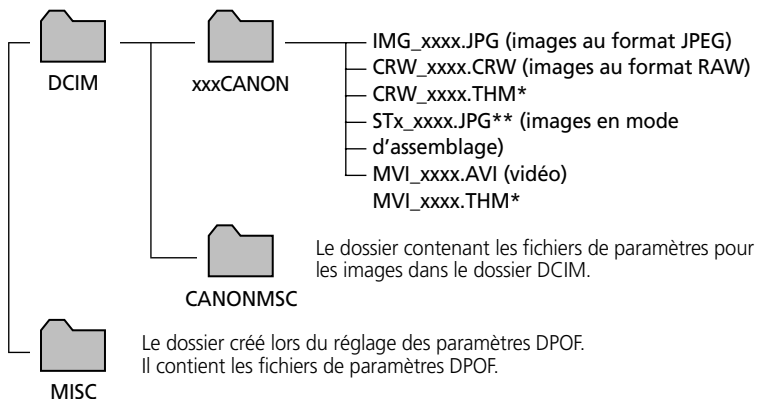 DCIM
xxxCANON
IMG_xxxx.JPG (images au format JPEG)
CRW_xxxx.CRW (images au format RAW)
CRW_xxxx.THM*
STx_xxxx.JPG** (images en mode
d'assemblage)
MVI_xxxx.AVI (vidéo)
MVI_xxxx.THM*
CANONMSC
Le dossier contenant les fichiers de paramètres pour
les images dans le dossier DCIM.
MISC
Le dossier créé lors du réglage des paramètres DPOF.
Il contient les fichiers de paramètres DPOF.